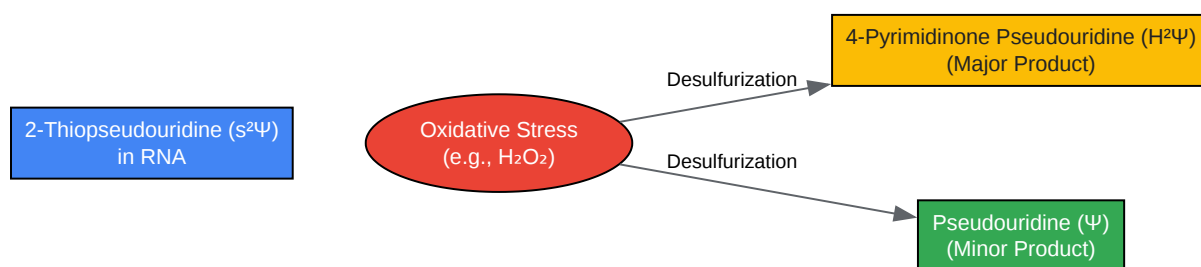 2-Thiopseudouridine (s²Ψ)
in RNA
Oxidative Stress
(e.g., H₂O₂)
Desulfurization
4-Pyrimidinone Pseudouridine (H²Ψ)
(Major Product)
Desulfurization
Pseudouridine (Ψ)
(Minor Product)